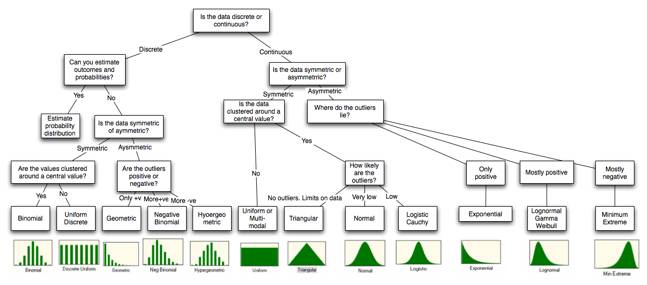 Is the data discrete or
continuous?
Discrete
Continuous
Can you estimate
outcomes and
probabilities?
Is the data symmetric or
asymmetric?
Symmetric
Asymmetric
Yes
No
Is the data
clustered around a
central value?
Where do the outliers
lie?
Estimate
probability
distribution
Is the data symmetric
of asymmetric?
Symmetric
Aysmmetric
Yes
Are the values clustered
around a central value?
Are the outliers
positive or
negative?
No
How likely
are the
outliers?
Only
positive
Mostly positive
Mostly
negative
Yes
No
Only +v
More+ve
More -ve
No outliers. Limits on data
Very low
Low
Binomial
Uniform
Discrete
Geometric
Negative
Binomial
Hyoergeo
metric
Uniform or
Multi-
modal
Triangular
Normal
Logistic
Cauchy
Exponential
Lognormal
Gamma
Weibull
Minimum
Extreme
Binomial
Discrete Uniform
Geometric
Neg Binomial
Hypergeometric
Uniform
Triangular
Normal
Logistic
Exponential
Lognormal
Min Extreme